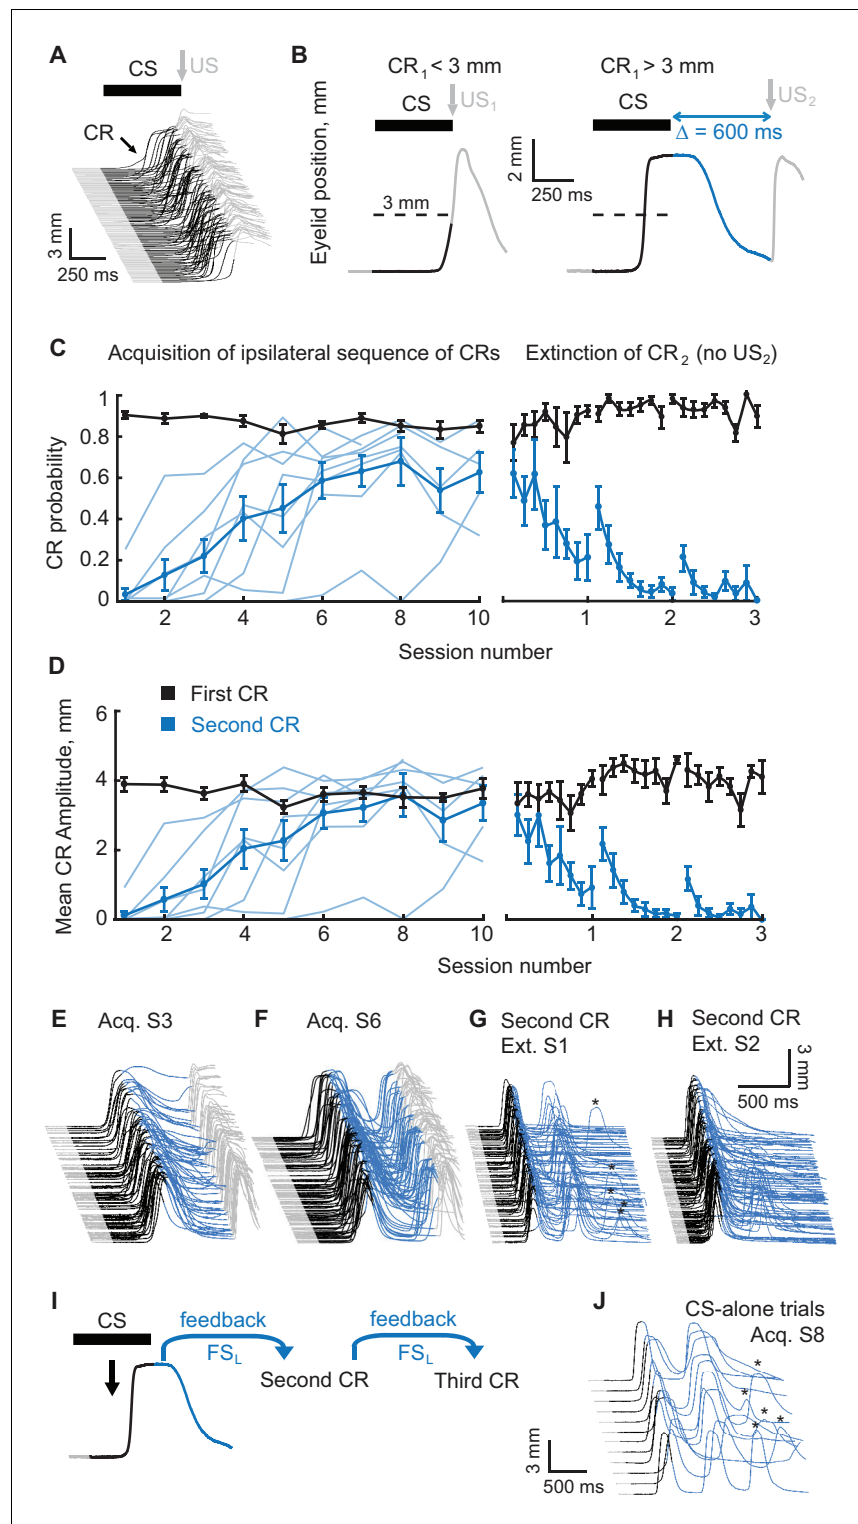 A
CS
US
CR
3 mm
250 ms
B
CR1 < 3 mm
CS
US1
3 mm
Eyelid position, mm
CR1 > 3 mm
CS
US2
Δ = 600 ms
2 mm
250 ms
C
Acquisition of ipsilateral sequence of CRs
Extinction of CR2 (no US2)
CR probability
1
0.8
0.6
0.4
0.2
0
2
4
6
8
10
1
2
3
Session number
D
First CR
Second CR
Mean CR Amplitude, mm
6
4
2
0
2
4
6
8
10
1
2
3
Session number
E
Acq. S3
F
Acq. S6
G
Second CR
Ext. S1
*
*
*
*
*
H
Second CR
Ext. S2
3 mm
500 ms
I
CS
feedback
FSL
Second CR
feedback
FSL
Third CR
J
CS-alone trials
Acq. S8
*
*
*
*
*
3 mm
500 ms